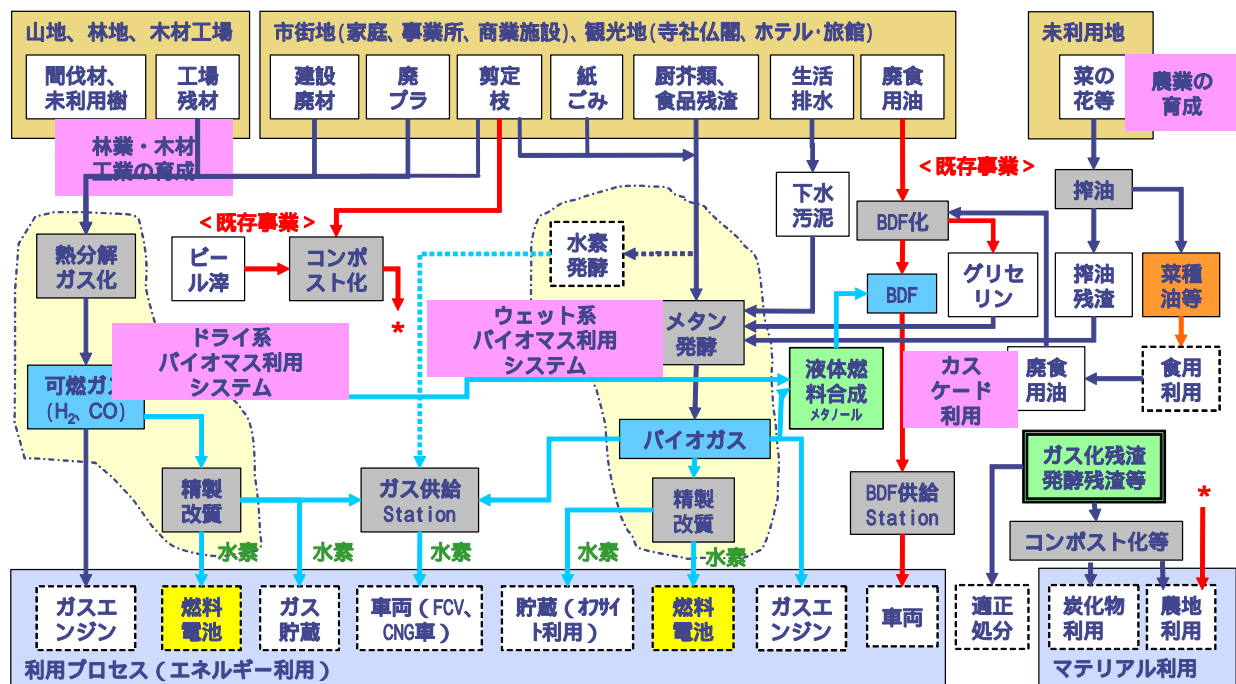 山地、林地、木材工場
市街地(家庭、事業所、商業施設)、観光地(寺社仏閣、ホテル・旅館)
未利用地
間伐材、
未利用樹
工場
残材
建設
廃材
廃
プラ
剪定
枝
紙
ごみ
厨芥類、
食品残渣
生活
排水
廃食
用油
菜の
花等
農業の
育成
林業・木材
工業の育成
<既存事業>
<既存事業>
下水
汚泥
搾油
BDF化
熱分解
ガス化
ビー
ル滓
コンポ
スト化
水素
発酵
グリセ
リン
搾油
残渣
菜種
油等
BDF
*
ドライ系
バイオマス利用
システム
ウェット系
バイオマス利用
システム
メタン
発酵
可燃ガス
(H₂、CO)
液体燃
料合成
メタノール
カス
ケード
利用
廃食
用油
食用
利用
バイオガス
ガス化残渣
発酵残渣等
精製
改質
ガス供給
Station
精製
改質
BDF供給
Station
*
コンポスト化等
水素
水素
水素
水素
水素
ガスエ
ンジン
燃料
電池
ガス
貯蔵
車両(FCV、
CNG車)
貯蔵(オフサイ
ト利用)
燃料
電池
ガスエ
ンジン
車両
適正
処分
炭化物
利用
農地
利用
利用プロセス(エネルギー利用)
マテリアル利用